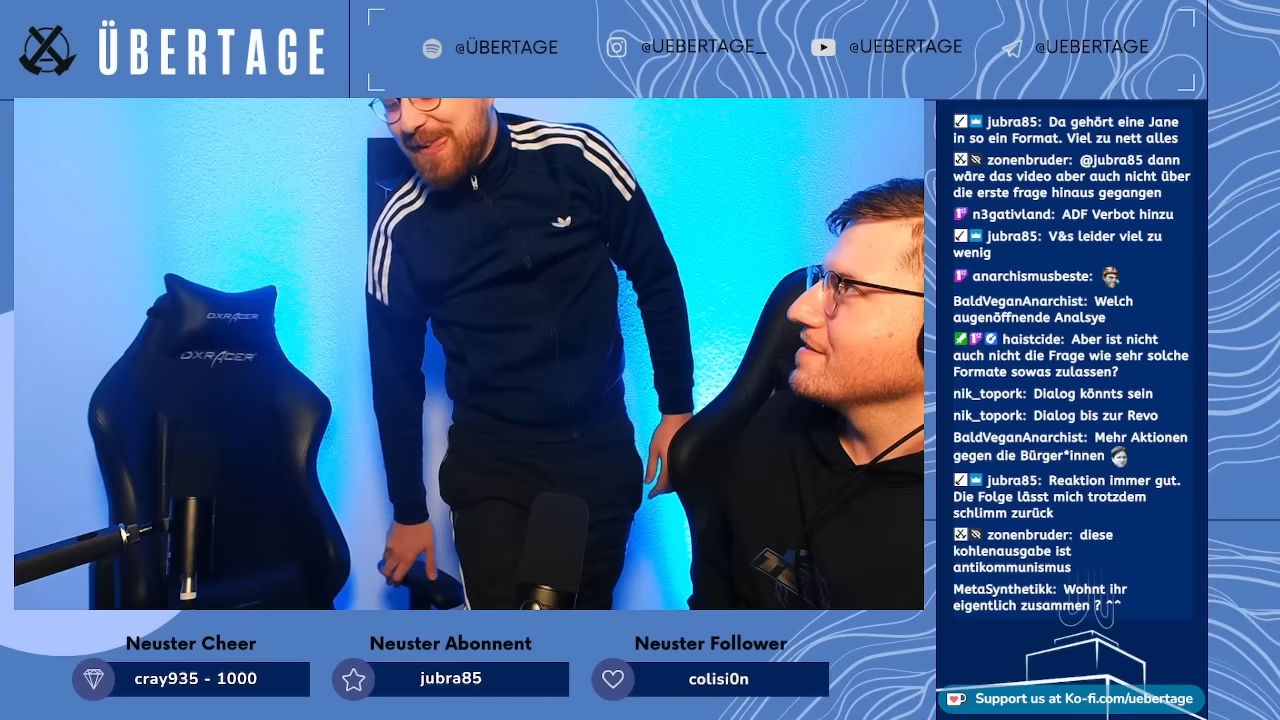 ÜBERTAGE
@ÜBERTAGE
@UEBERTAGE_
@UEBERTAGE
@UEBERTAGE
DXRACER
DXRACER
jubra85: Da gehört eine Jane
in so ein Format. Viel zu nett alles
zonenbruder: @jubra85 dann
wäre das video aber auch nicht über
die erste frage hinaus gegangen
n3gativland: ADF Verbot hinzu
jubra85: V&s leider viel zu
wenig
anarchismusbeste:
BaldVeganAnarchist: Welch
augenöffnende Analsye
haistcide: Aber ist nicht
auch nicht die Frage wie sehr solche
Formate sowas zulassen?
nik_topork: Dialog könnts sein
nik_topork: Dialog bis zur Revo
BaldVeganAnarchist: Mehr Aktionen
gegen die Bürger*innen
jubra85: Reaktion immer gut.
Die Folge lässt mich trotzdem
schlimm zurück
zonenbruder: diese
kohlenausgabe ist
antikommunismus
MetaSynthetikk: Wohnt ihr
eigentlich zusammen ? ^^
Neuster Cheer
cray935 - 1000
Neuster Abonnent
jubra85
Neuster Follower
colisi0n
Support us at Ko-fi.com/uebertage